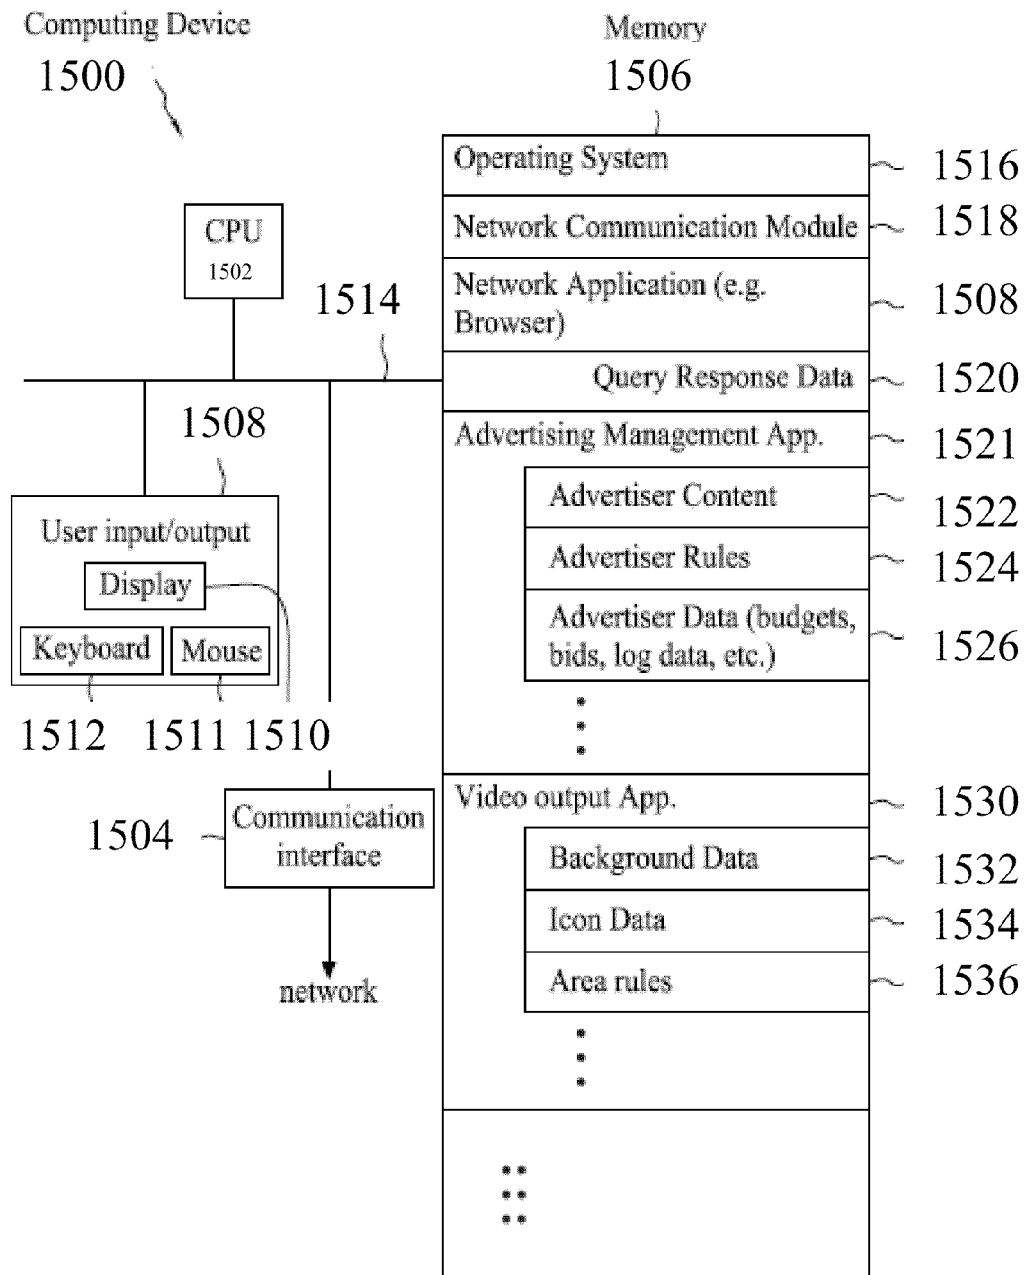 Computing Device
1500
Memory
1506
Operating System
1516
Network Communication Module
1518
CPU
1502
Network Application (e.g.
Browser)
1508
1514
Query Response Data
1520
1508
Advertising Management App.
1521
Advertiser Content
1522
User input/output
Display
Keyboard
Mouse
Advertiser Rules
1524
Advertiser Data (budgets,
bids, log data, etc.)
1526
1512
1511
1510
Video output App.
1530
1504
Communication
interface
Background Data
1532
Icon Data
1534
Area rules
1536
network